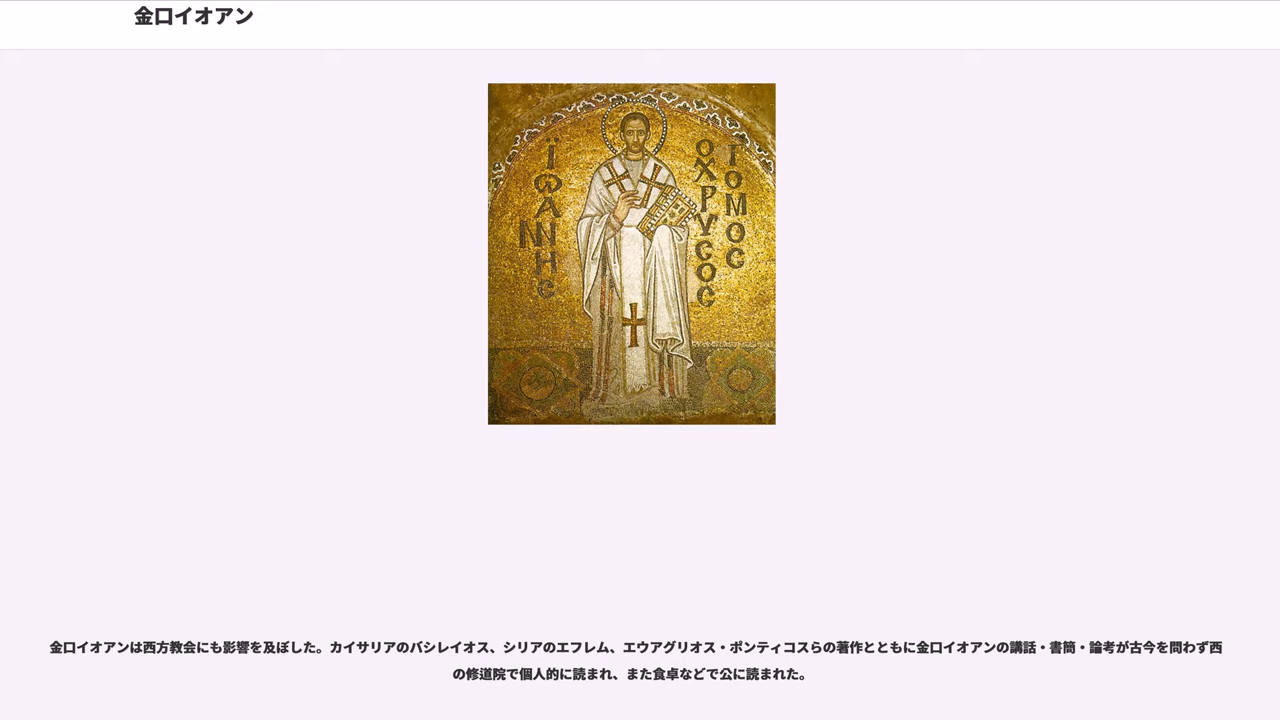 金口イオアン
Ϊ
ω
Α
ΝΝ
Η
C
Ο
Χ
Ρ
Υ
C
Ο
C
Τ
Ο
Μ
Ο
C
金口イオアンは西方教会にも影響を及ぼした。カイサリアのバシレイオス、シリアのエフレム、エウアグリオス・ポンティコスらの著作とともに金口イオアンの講話・書簡・論考が古今を問わず西
の修道院で個人的に読まれ、また食卓などで公に読まれた。